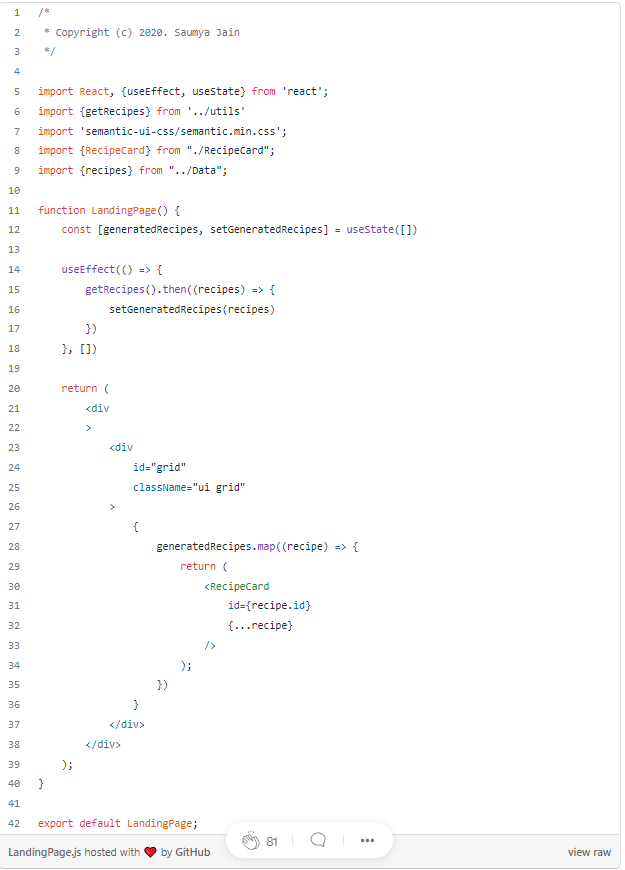 1 /*
2  * Copyright (c) 2020. Saumya Jain
3  */
4
5 import React, {useEffect, useState} from 'react';
6 import {getRecipes} from '../utils'
7 import 'semantic-ui-css/semantic.min.css';
8 import {RecipeCard} from "./RecipeCard";
9 import {recipes} from "../Data";
10
11 function LandingPage() {
12     const [generatedRecipes, setGeneratedRecipes] = useState([])
13
14     useEffect(() => {
15         getRecipes().then((recipes) => {
16             setGeneratedRecipes(recipes)
17         })
18     }, [])
19
20     return (
21         <div
22         >
23             <div
24                 id="grid"
25                 className="ui grid"
26             >
27                 {
28                     generatedRecipes.map((recipe) => {
29                         return (
30                             <RecipeCard
31                                 id={recipe.id}
32                                 {...recipe}
33                             />
34                         );
35                     })
36                 }
37             </div>
38         </div>
39     );
40 }
41
42 export default LandingPage;
81
LandingPage.js hosted with ❤ by GitHub
view raw